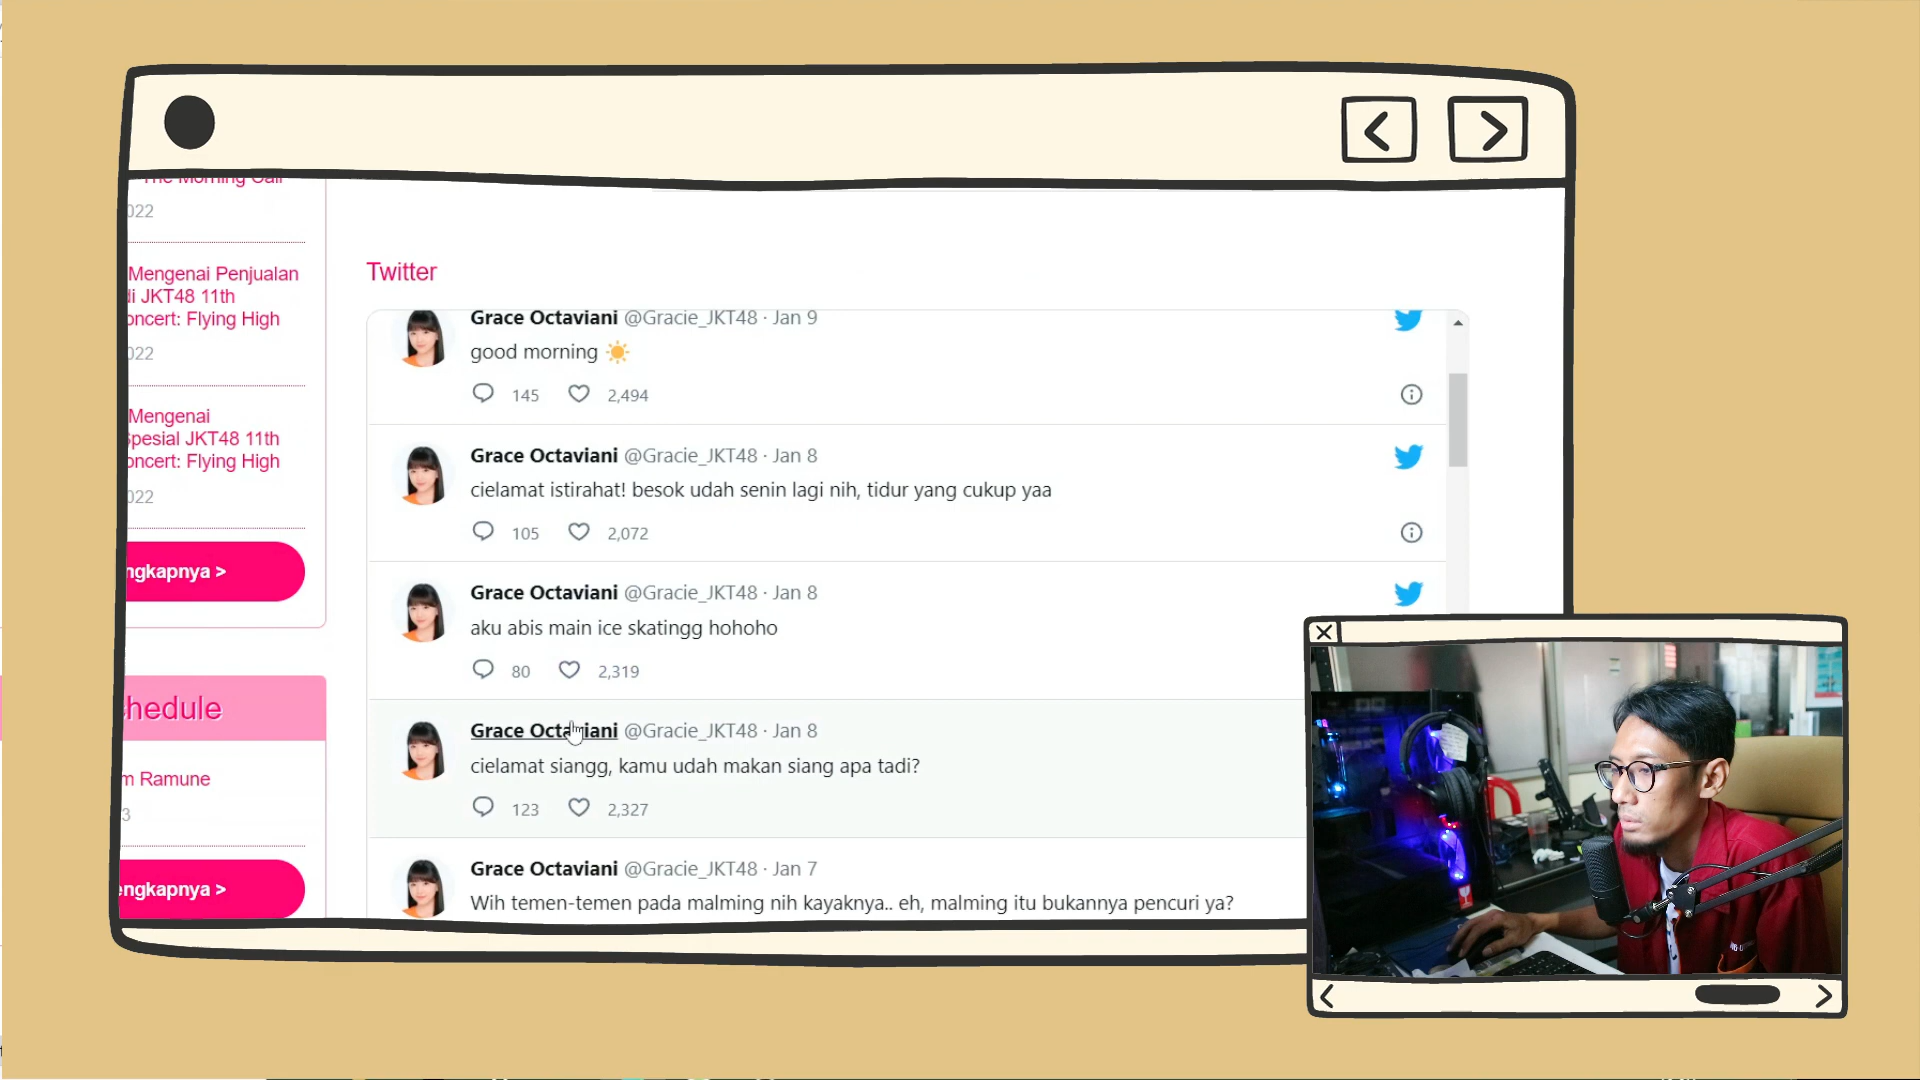 The Morning Call
022
Mengenai Penjualan
di JKT48 11th
oncert: Flying High
022
Mengenai
Spesial JKT48 11th
oncert: Flying High
022
ngkapnya >
hedule
m Ramune
3
engkapnya >
Twitter
Grace Octaviani @Gracie_JKT48 · Jan 9
good morning ☀️
145 2,494
Grace Octaviani @Gracie_JKT48 · Jan 8
cielamat istirahat! besok udah senin lagi nih, tidur yang cukup yaa
105 2,072
Grace Octaviani @Gracie_JKT48 · Jan 8
aku abis main ice skatingg hohoho
80 2,319
Grace Octaviani @Gracie_JKT48 · Jan 8
cielamat siangg, kamu udah makan siang apa tadi?
123 2,327
Grace Octaviani @Gracie_JKT48 · Jan 7
Wih temen-temen pada malming nih kayaknya.. eh, malming itu bukannya pencuri ya?